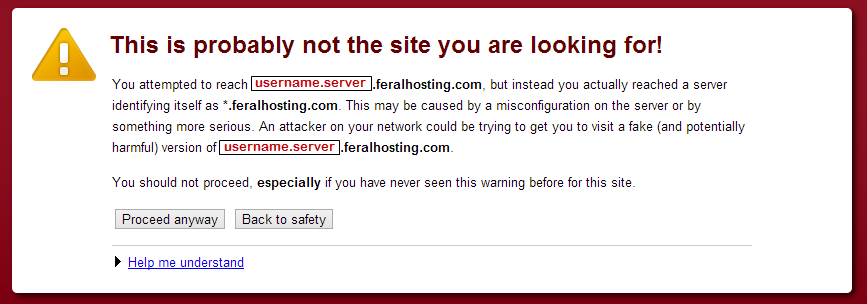 This is probably not the site you are looking for!
You attempted to reach username.server.feralhosting.com, but instead you actually reached a server
identifying itself as *.feralhosting.com. This may be caused by a misconfiguration on the server or by
something more serious. An attacker on your network could be trying to get you to visit a fake (and potentially
harmful) version of username.server.feralhosting.com.
You should not proceed, especially if you have never seen this warning before for this site.
Proceed anyway Back to safety
Help me understand